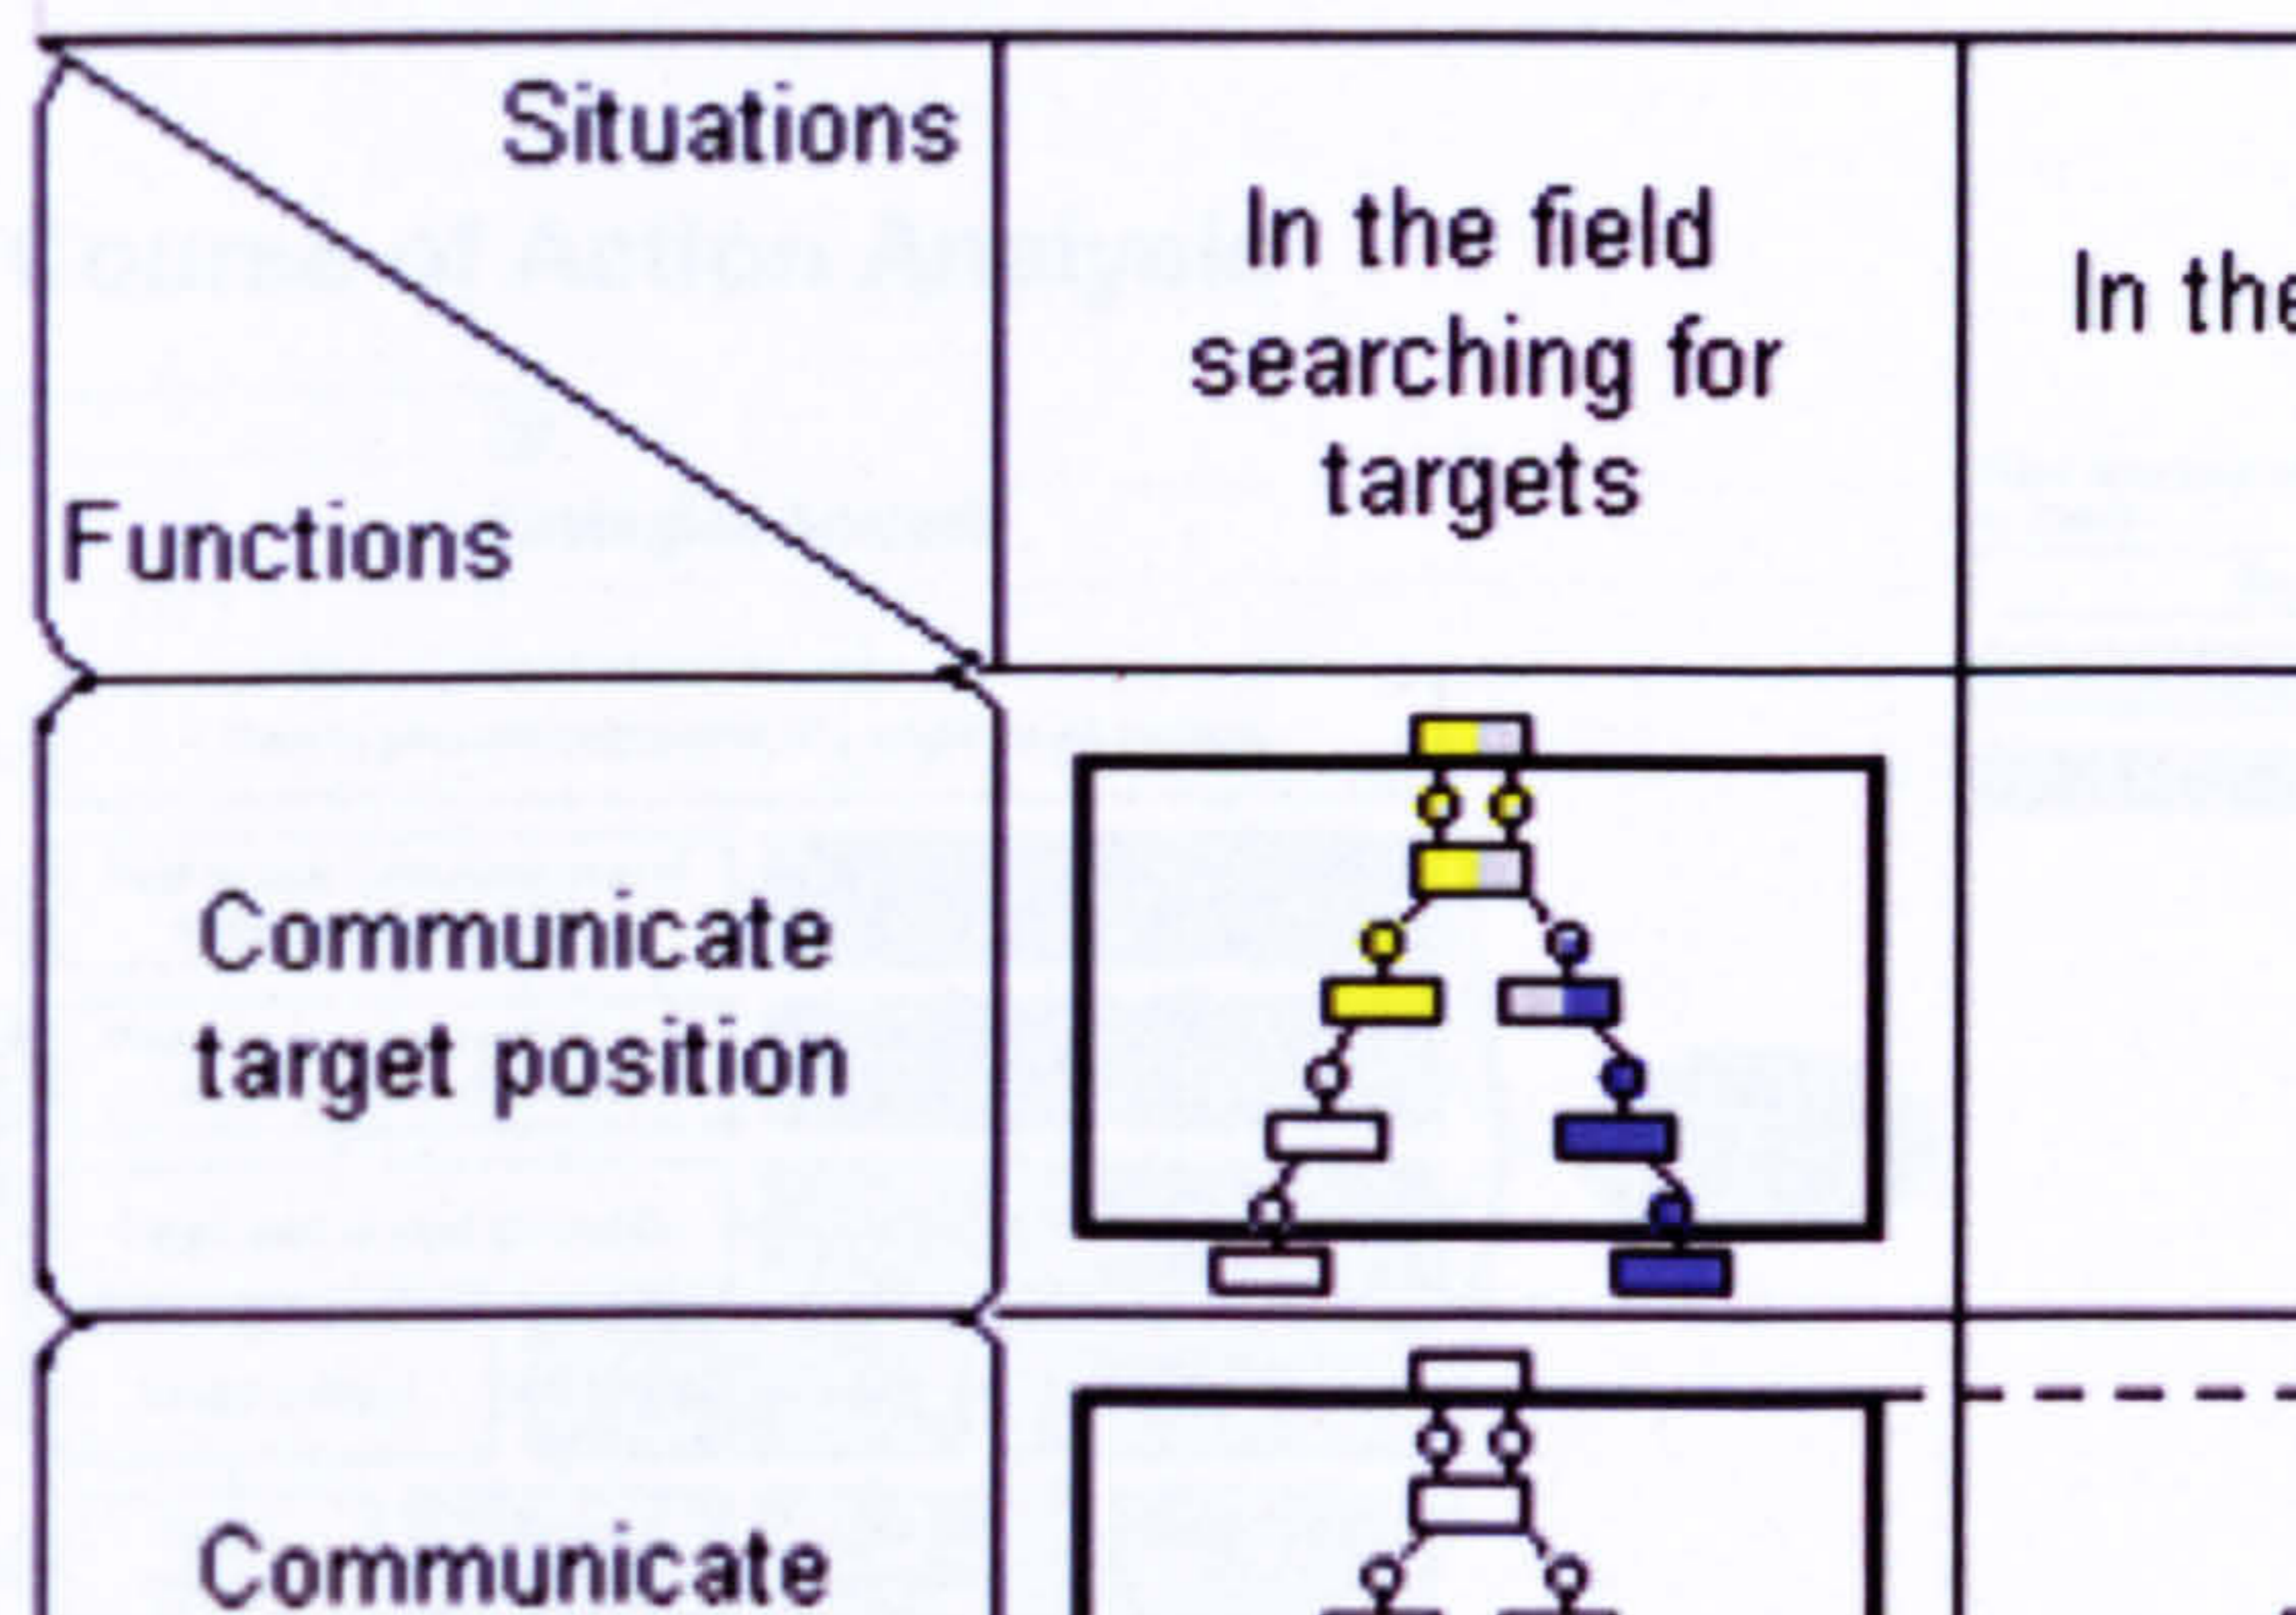 Situations
In the field
searching for
targets
In the
Functions
Communicate
target position
Communicate